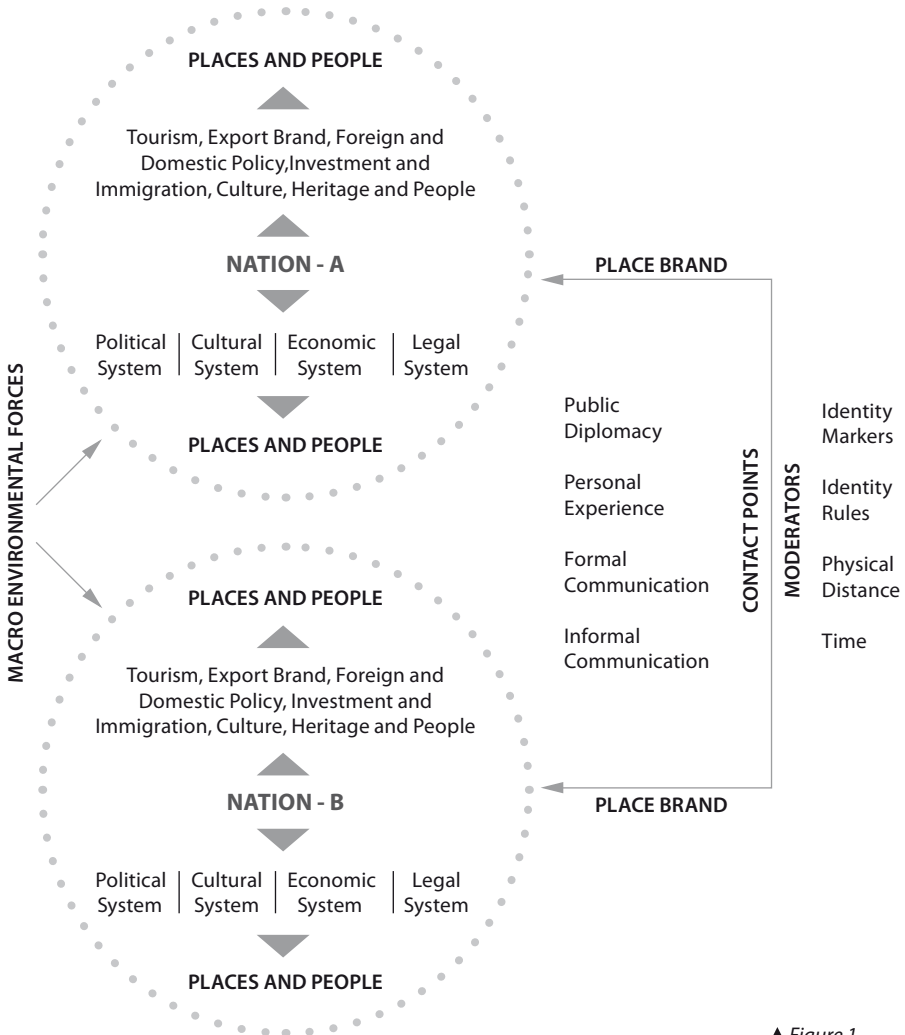 PLACES AND PEOPLE
Tourism, Export Brand, Foreign and
Domestic Policy,Investment and
Immigration, Culture, Heritage and People
NATION - A
Political
System
Cultural
System
Economic
System
Legal
System
PLACES AND PEOPLE
MACRO ENVIRONMENTAL FORCES
PLACES AND PEOPLE
Tourism, Export Brand, Foreign and
Domestic Policy, Investment and
Immigration, Culture, Heritage and People
NATION - B
Political
System
Cultural
System
Economic
System
Legal
System
PLACES AND PEOPLE
PLACE BRAND
Public
Diplomacy
Personal
Experience
Formal
Communication
Informal
Communication
CONTACT POINTS
MODERATORS
Identity
Markers
Identity
Rules
Physical
Distance
Time
PLACE BRAND
▲ Figure 1